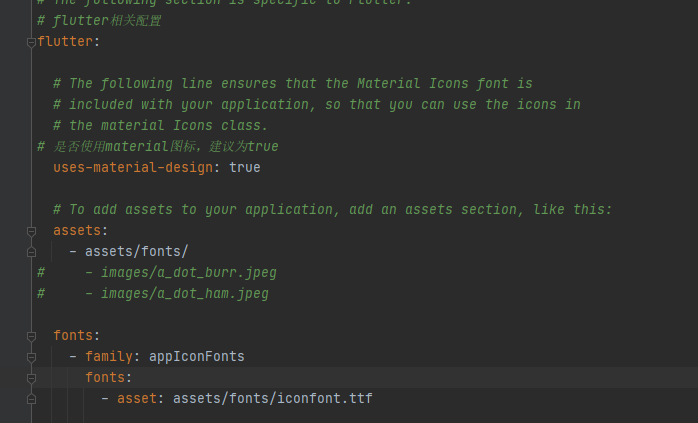 # The following section is specific to Flutter.
# flutter相关配置
flutter:
# The following line ensures that the Material Icons font is
# included with your application, so that you can use the icons in
# the material Icons class.
# 是否使用material图标，建议为true
uses-material-design: true
# To add assets to your application, add an assets section, like this:
assets:
- assets/fonts/
#     - images/a_dot_burr.jpeg
#     - images/a_dot_ham.jpeg
fonts:
- family: appIconFonts
fonts:
- asset: assets/fonts/iconfont.ttf